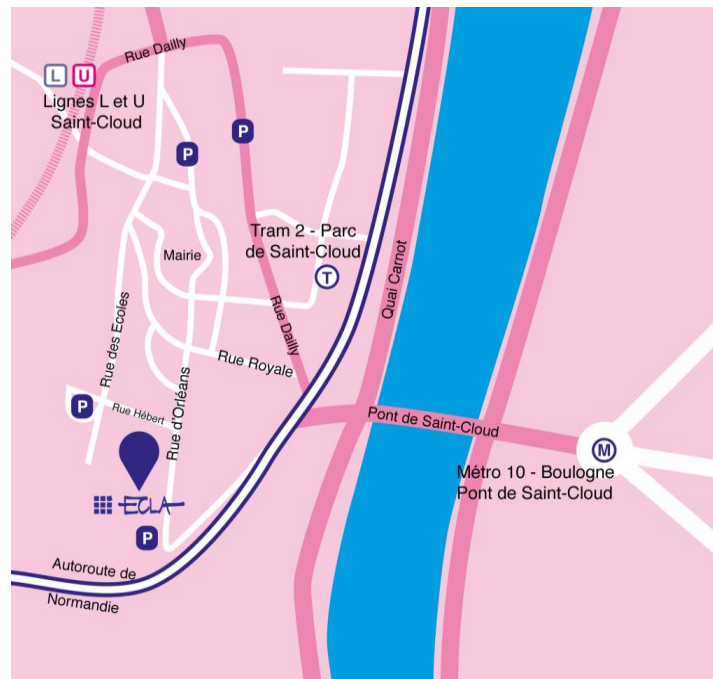 Rue Dailly
L
U
Lignes L et U
Saint-Cloud
P
P
Tram 2 - Parc
de Saint-Cloud
T
Mairie
Quai Carnot
Rue Dailly
Rue des Ecoles
Rue Royale
Rue d'Orléans
P
Rue Hébert
Pont de Saint-Cloud
M
Métro 10 - Boulogne
Pont de Saint-Cloud
ECLA
P
Autoroute de
Normandie